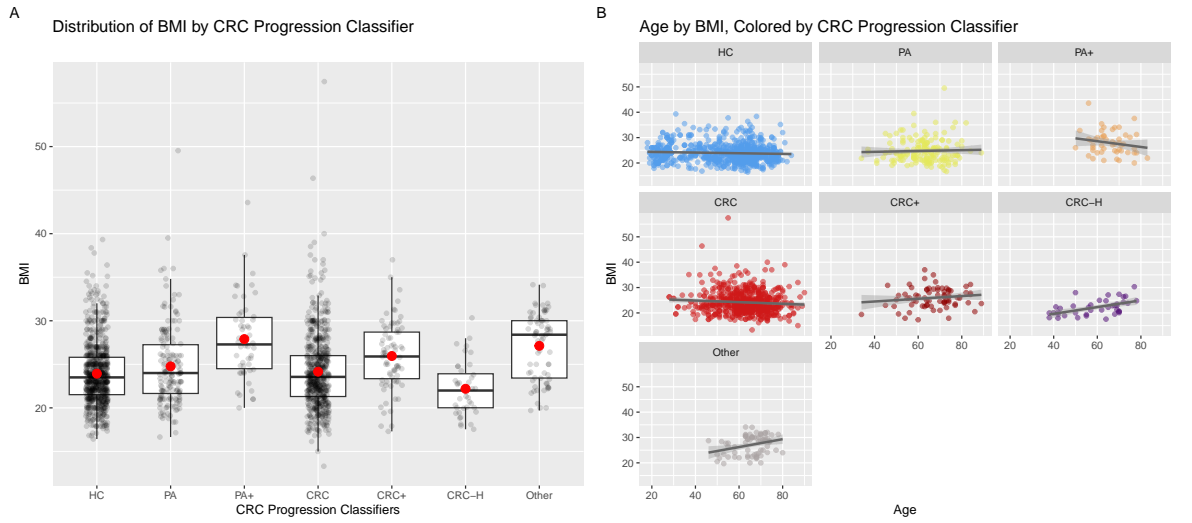 A
Distribution of BMI by CRC Progression Classifier
BMI
50
40
30
20
HC PA PA+ CRC CRC+ CRC−H Other
CRC Progression Classifiers
B
Age by BMI, Colored by CRC Progression Classifier
HC PA PA+
50
40
30
20
CRC CRC+ CRC−H
BMI
50
40
30
20
20 40 60 80 20 40 60 80
Other
50
40
30
20
20 40 60 80
Age